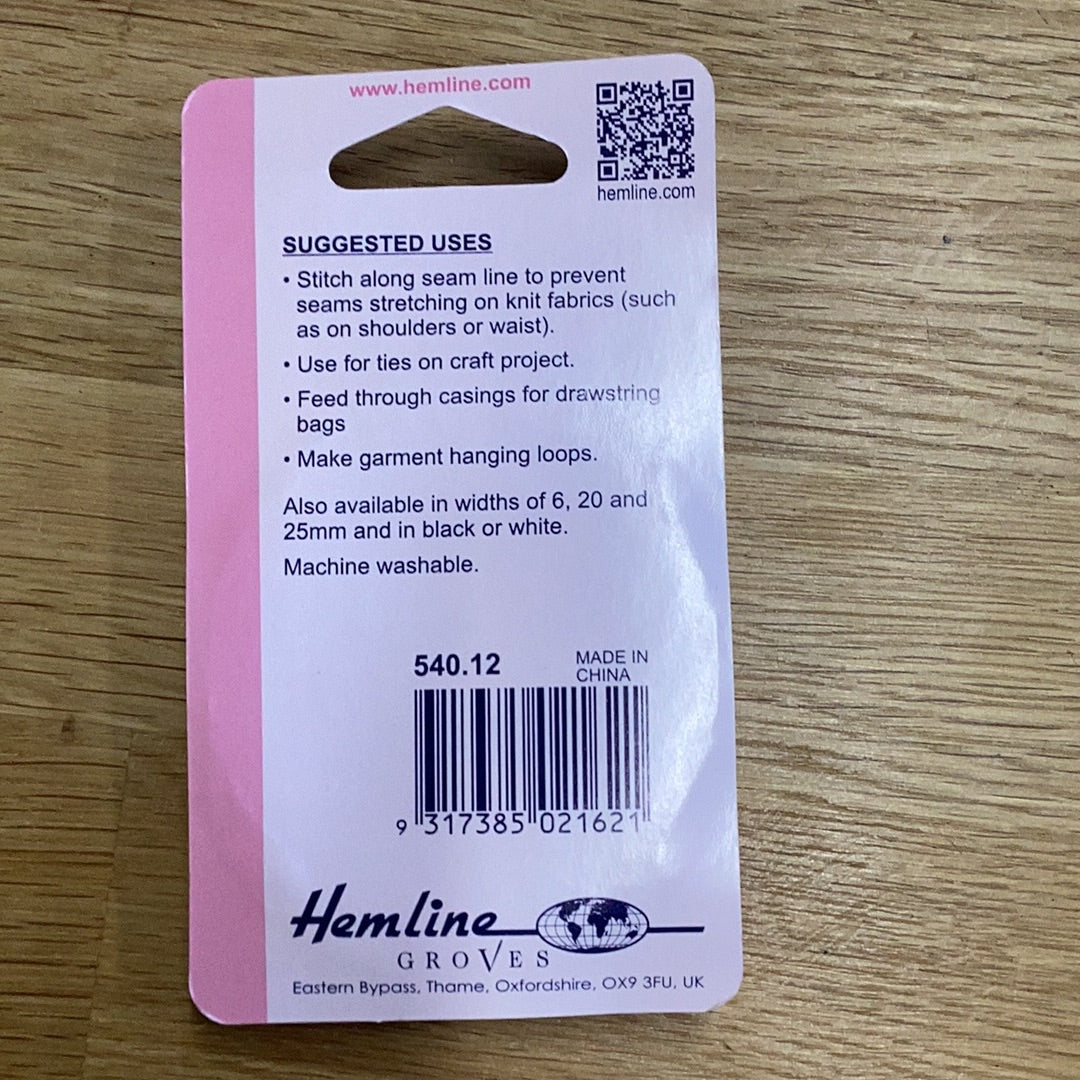 www.hemline.com
hemline.com
SUGGESTED USES
• Stitch along seam line to prevent
seams stretching on knit fabrics (such
as on shoulders or waist).
• Use for ties on craft project.
• Feed through casings for drawstring
bags
• Make garment hanging loops.
Also available in widths of 6, 20 and
25mm and in black or white.
Machine washable.
540.12
MADE IN
CHINA
9 317385 021621
Hemline
GROVES
Eastern Bypass, Thame, Oxfordshire, OX9 3FU, UK